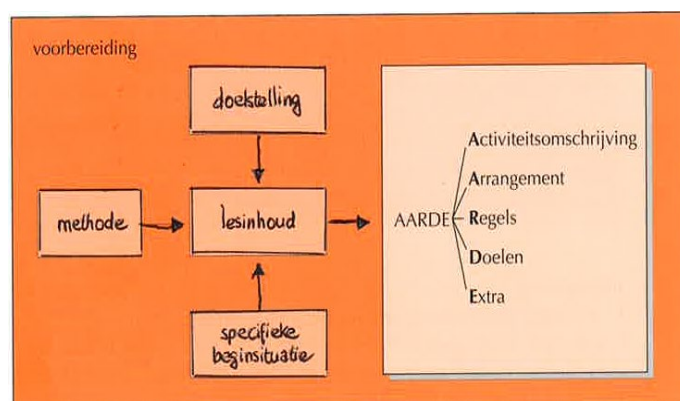 voorbereiding
doelstelling
methode
lesinhoud
specifieke
beginsituatie
AARDE
Activiteitsomschrijving
Arrangement
Regels
Doelen
Extra